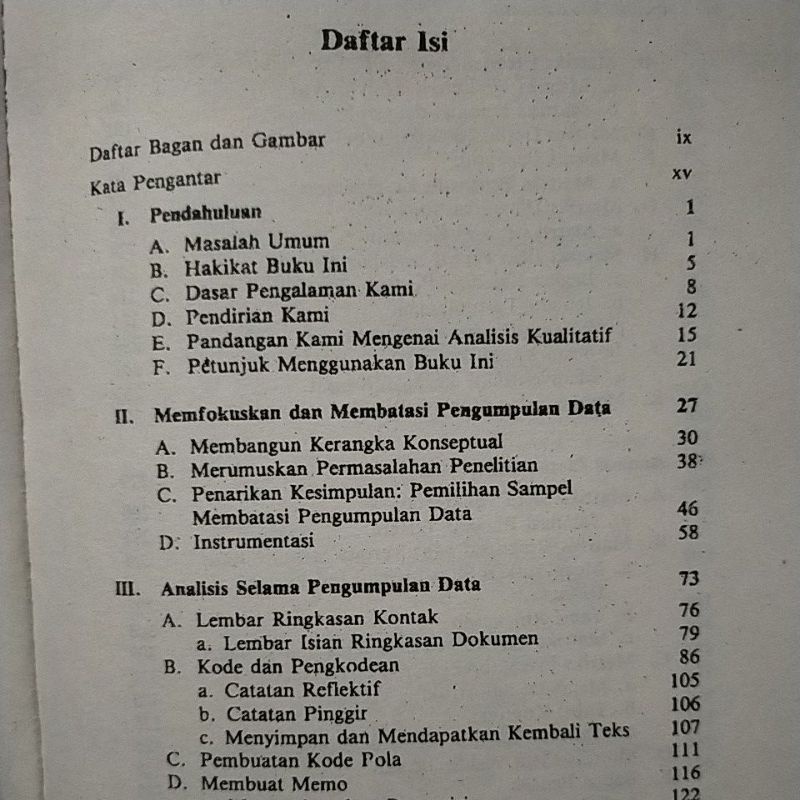 Daftar Isi
Daftar Bagan dan Gambar ix
Kata Pengantar xv
I. Pendahuluan 1
A. Masalah Umum 1
B. Hakikat Buku Ini 5
C. Dasar Pengalaman Kami 8
D. Pendirian Kami 12
E. Pandangan Kami Mengenai Analisis Kualitatif 15
F. Petunjuk Menggunakan Buku Ini 21
II. Memfokuskan dan Membatasi Pengumpulan Data 27
A. Membangun Kerangka Konseptual 30
B. Merumuskan Permasalahan Penelitian 38
C. Penarikan Kesimpulan: Pemilihan Sampel
Membatasi Pengumpulan Data 46
D. Instrumentasi 58
III. Analisis Selama Pengumpulan Data 73
A. Lembar Ringkasan Kontak 76
a. Lembar Isian Ringkasan Dokumen 79
B. Kode dan Pengkodean 86
a. Catatan Reflektif 105
b. Catatan Pinggir 106
c. Menyimpan dan Mendapatkan Kembali Teks 107
C. Pembuatan Kode Pola 111
D. Membuat Memo 116
122